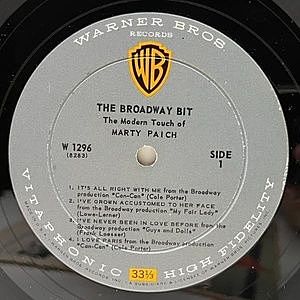 WARNER BROS.
RECORDS
WB
THE BROADWAY BIT
The Modern Touch of
MARTY PAICH
W 1296
(8283)
SIDE
1
1. IT'S ALL RIGHT WITH ME from the Broadway
production "Can-Can" (Cole Porter)
2. I'VE GROWN ACCUSTOMED TO HER FACE
from the Broadway production "My Fair Lady"
(Lowe-Lerner)
3. I'VE NEVER BEEN IN LOVE BEFORE from the
Broadway production "Guys and Dolls"
(Frank Loesser)
4. I LOVE PARIS from the Broadway production
"Can-Can" (Cole Porter)
33⅓
VITAPHONIC HIGH FIDELITY